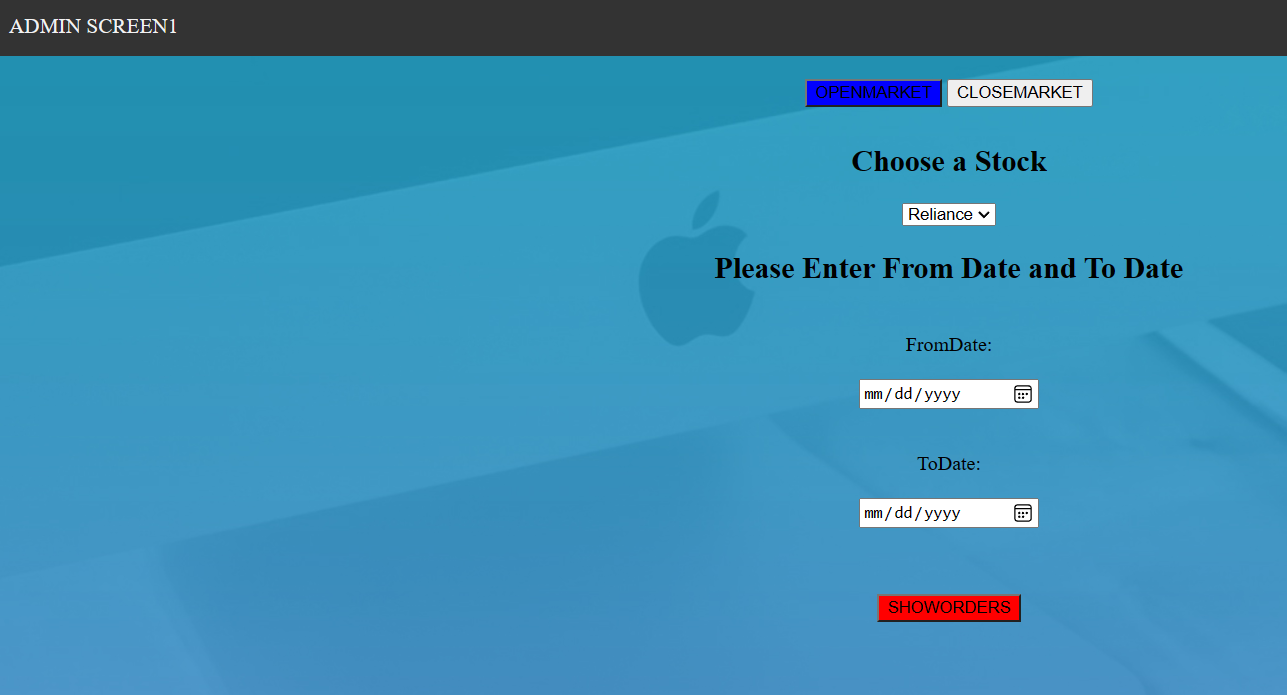 ADMIN SCREEN1
OPENMARKET CLOSEMARKET
Choose a Stock
Reliance
Please Enter From Date and To Date
FromDate:
mm/dd/yyyy
ToDate:
mm/dd/yyyy
SHOWORDERS